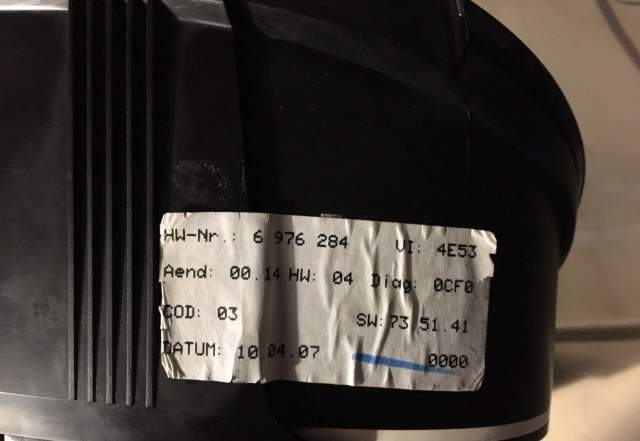 HW-Nr.: 6 976 284 VI: 4E53
Aend: 00.14 HW: 04 Diag: 0CF0
COD: 03 SW:73.51.41
DATUM: 10.04.07 0000